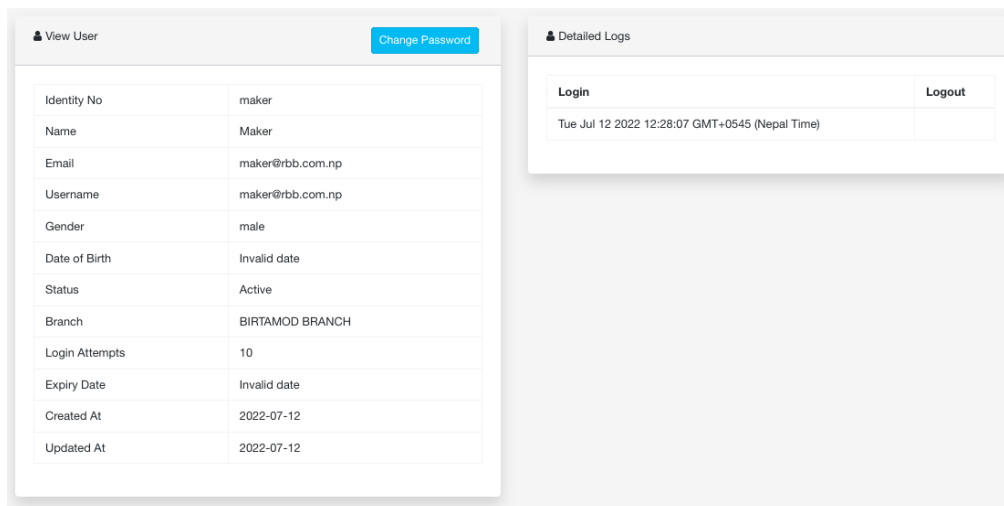 View User
Change Password
Identity No maker
Name Maker
Email maker@rbb.com.np
Username maker@rbb.com.np
Gender male
Date of Birth Invalid date
Status Active
Branch BIRTAMOD BRANCH
Login Attempts 10
Expiry Date Invalid date
Created At 2022-07-12
Updated At 2022-07-12
Detailed Logs
Login Logout
Tue Jul 12 2022 12:28:07 GMT+0545 (Nepal Time)